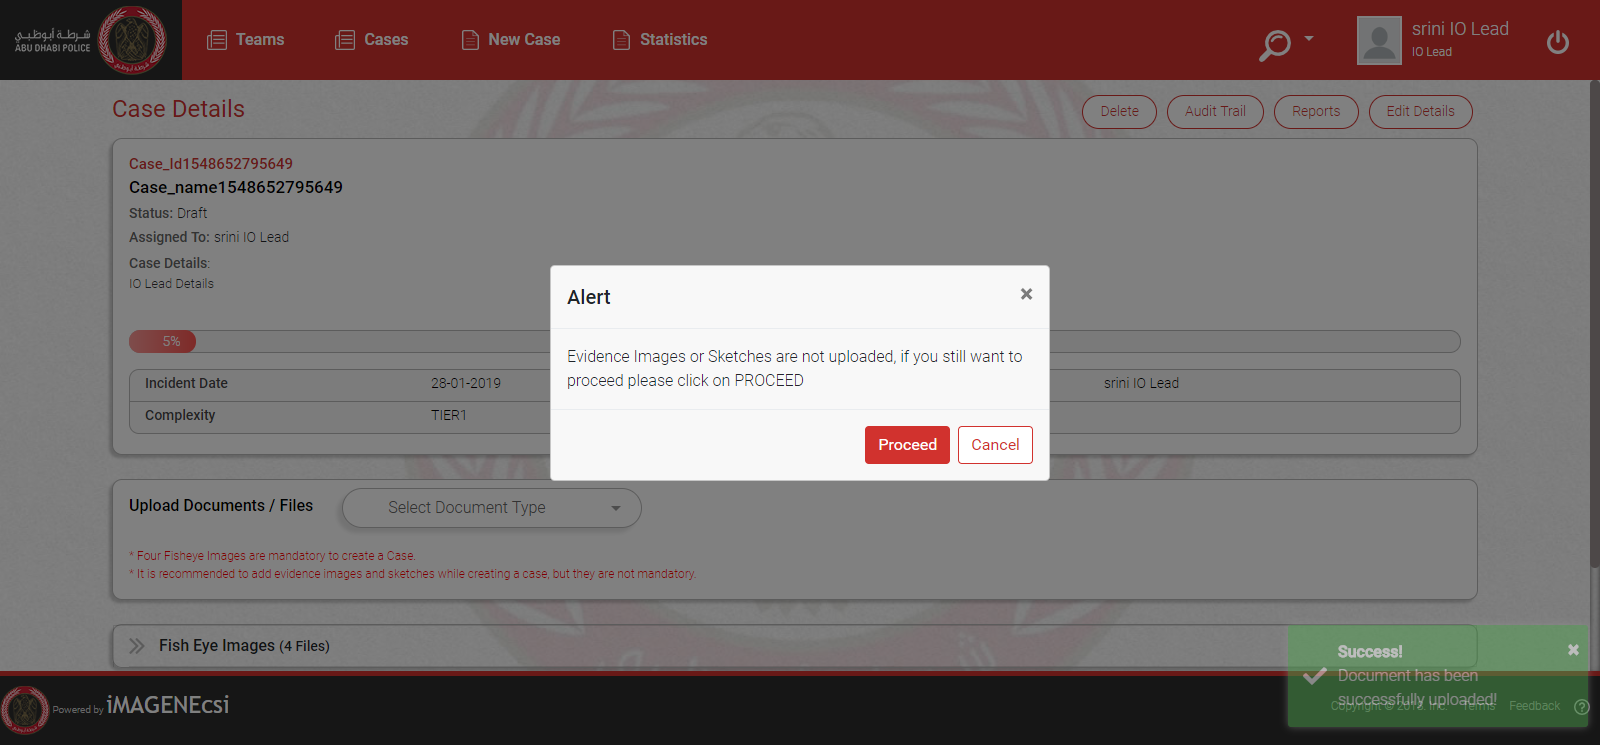 شرطة أبوظبي
ABU DHABI POLICE
Teams
Cases
New Case
Statistics
srini IO Lead
IO Lead
Case Details
Delete
Audit Trail
Reports
Edit Details
Case_Id1548652795649
Case_name1548652795649
Status: Draft
Assigned To: srini IO Lead
Case Details:
IO Lead Details
5%
Incident Date
28-01-2019
srini IO Lead
Complexity
TIER1
Alert
×
Evidence Images or Sketches are not uploaded, if you still want to
proceed please click on PROCEED
Proceed
Cancel
Upload Documents / Files
Select Document Type
* Four Fisheye Images are mandatory to create a Case.
* It is recommended to add evidence images and sketches while creating a case, but they are not mandatory.
Fish Eye Images (4 Files)
Success!
×
Document has been
successfully uploaded!
Powered by iMAGENEcsi
Terms
Feedback